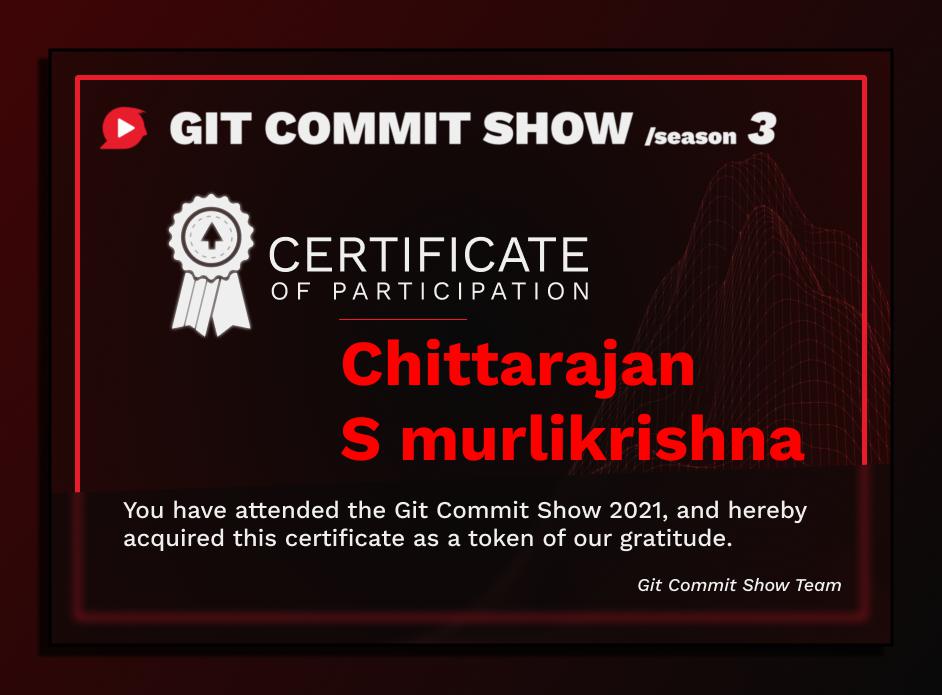 GIT COMMIT SHOW /season 3
CERTIFICATE
OF PARTICIPATION
Chittarajan
S murlikrishna
You have attended the Git Commit Show 2021, and hereby
acquired this certificate as a token of our gratitude.
Git Commit Show Team